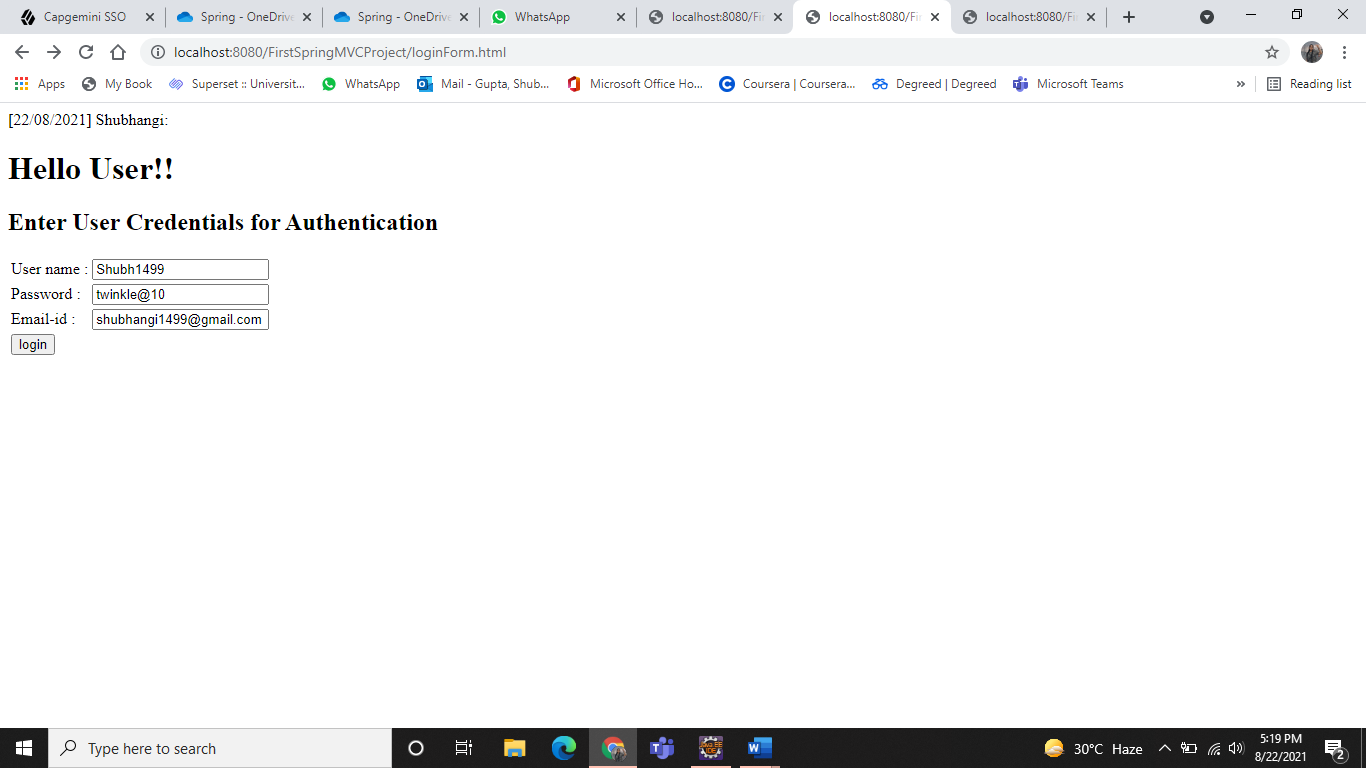 Capgemini SSO
Spring - OneDrive
Spring - OneDrive
WhatsApp
localhost:8080/Fi
localhost:8080/Fi
localhost:8080/Fi
localhost:8080/FirstSpringMVCProject/loginForm.html
Apps
My Book
Superset :: Universit...
WhatsApp
Mail - Gupta, Shub...
Microsoft Office Ho...
Coursera | Coursera...
Degreed | Degreed
Microsoft Teams
»
Reading list
[22/08/2021] Shubhangi:
Hello User!!
Enter User Credentials for Authentication
User name : Shubh1499
Password : twinkle@10
Email-id : shubhangi1499@gmail.com
login
Type here to search
30°C Haze
5:19 PM
8/22/2021
2